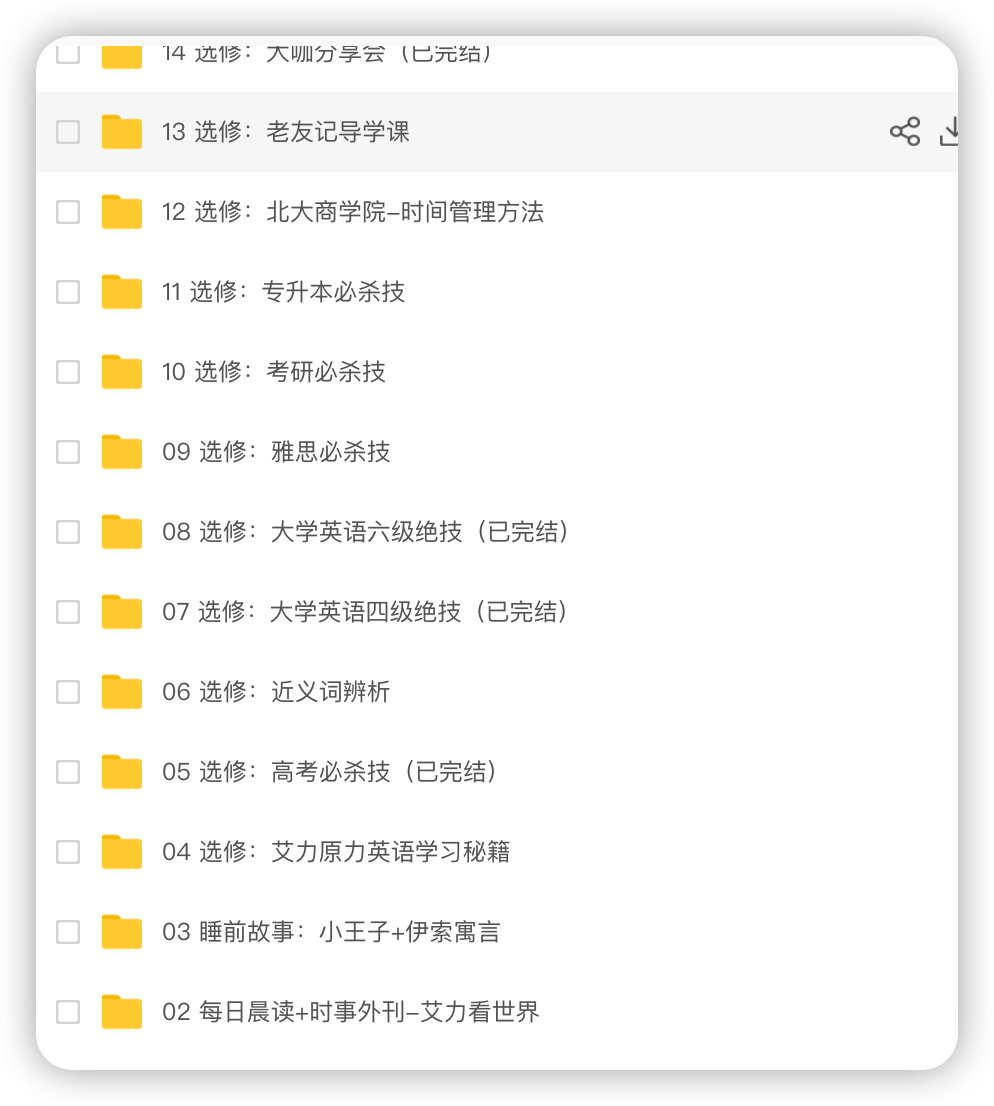 14 选修：大咖分享会（已完结）
13 选修：老友记导学课
12 选修：北大商学院-时间管理方法
11 选修：专升本必杀技
10 选修：考研必杀技
09 选修：雅思必杀技
08 选修：大学英语六级绝技（已完结）
07 选修：大学英语四级绝技（已完结）
06 选修：近义词辨析
05 选修：高考必杀技（已完结）
04 选修：艾力原力英语学习秘籍
03 睡前故事：小王子+伊索寓言
02 每日晨读+时事外刊-艾力看世界